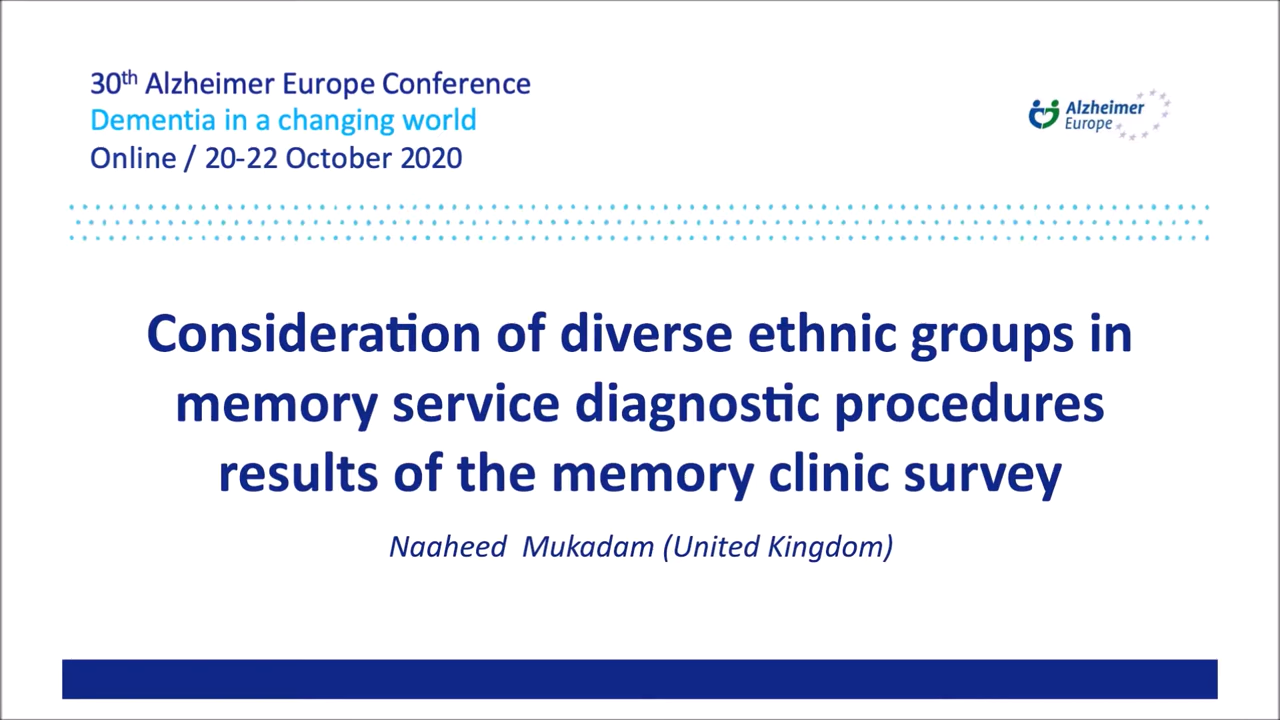 30th Alzheimer Europe Conference
Dementia in a changing world
Online / 20-22 October 2020
Alzheimer
Europe
Consideration of diverse ethnic groups in
memory service diagnostic procedures
results of the memory clinic survey
Naaheed  Mukadam (United Kingdom)